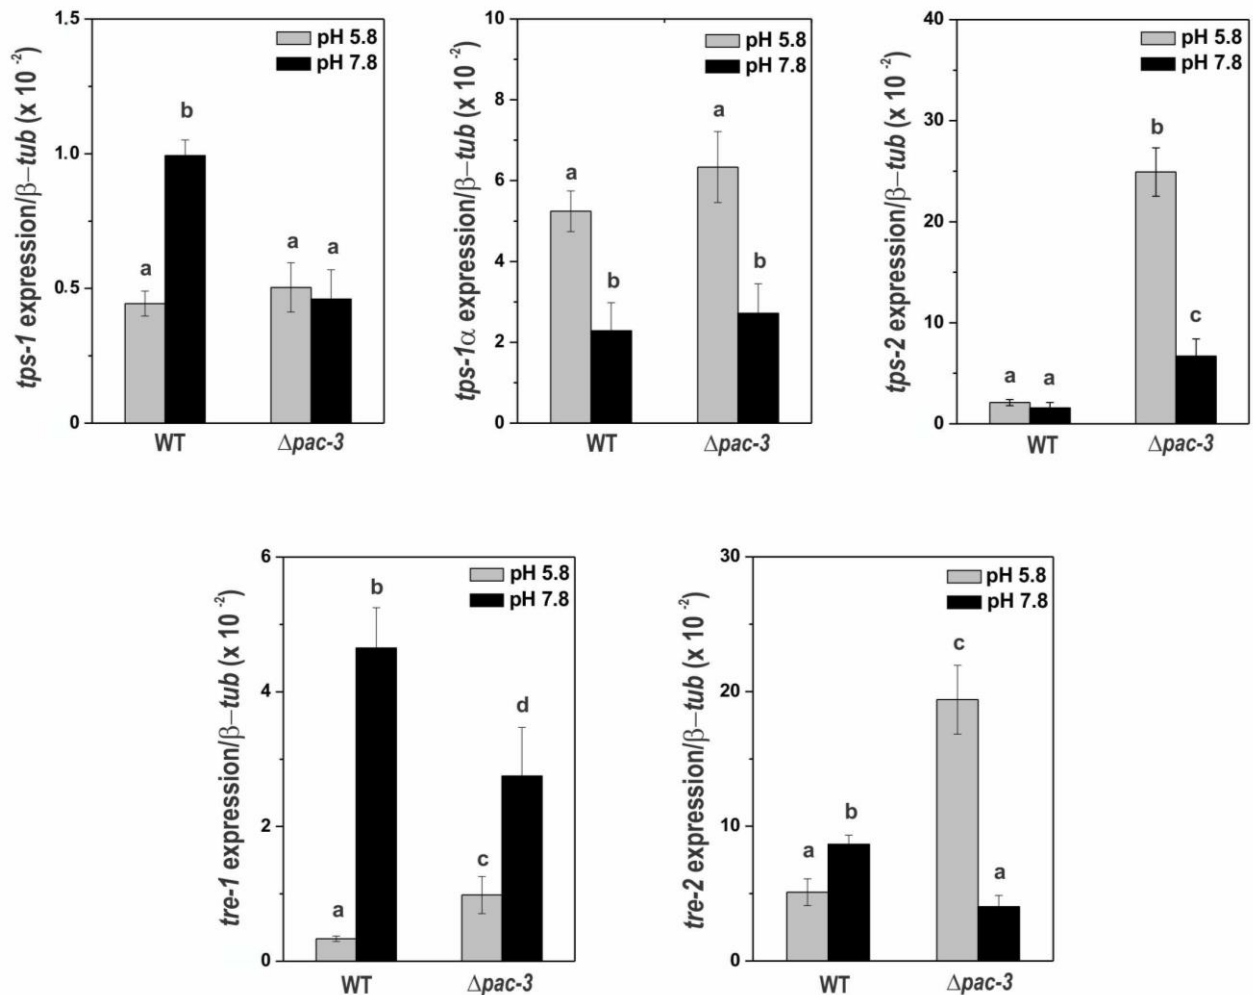 tps-1 expression/β–tub (x 10 -2)
1.5
1.0
0.5
0
pH 5.8
pH 7.8
a
b
a
a
WT
Δpac-3
tps-1α expression/β–tub (x 10 -2)
10
8
6
4
2
0
pH 5.8
pH 7.8
a
b
a
b
WT
Δpac-3
tps-2 expression/β–tub (x 10 -2)
40
30
20
10
0
pH 5.8
pH 7.8
a
a
b
c
WT
Δpac-3
tre-1 expression/β–tub (x 10 -2)
6
4
2
0
pH 5.8
pH 7.8
a
b
c
d
WT
Δpac-3
tre-2 expression/β–tub (x 10 -2)
30
20
10
0
pH 5.8
pH 7.8
a
b
c
a
WT
Δpac-3